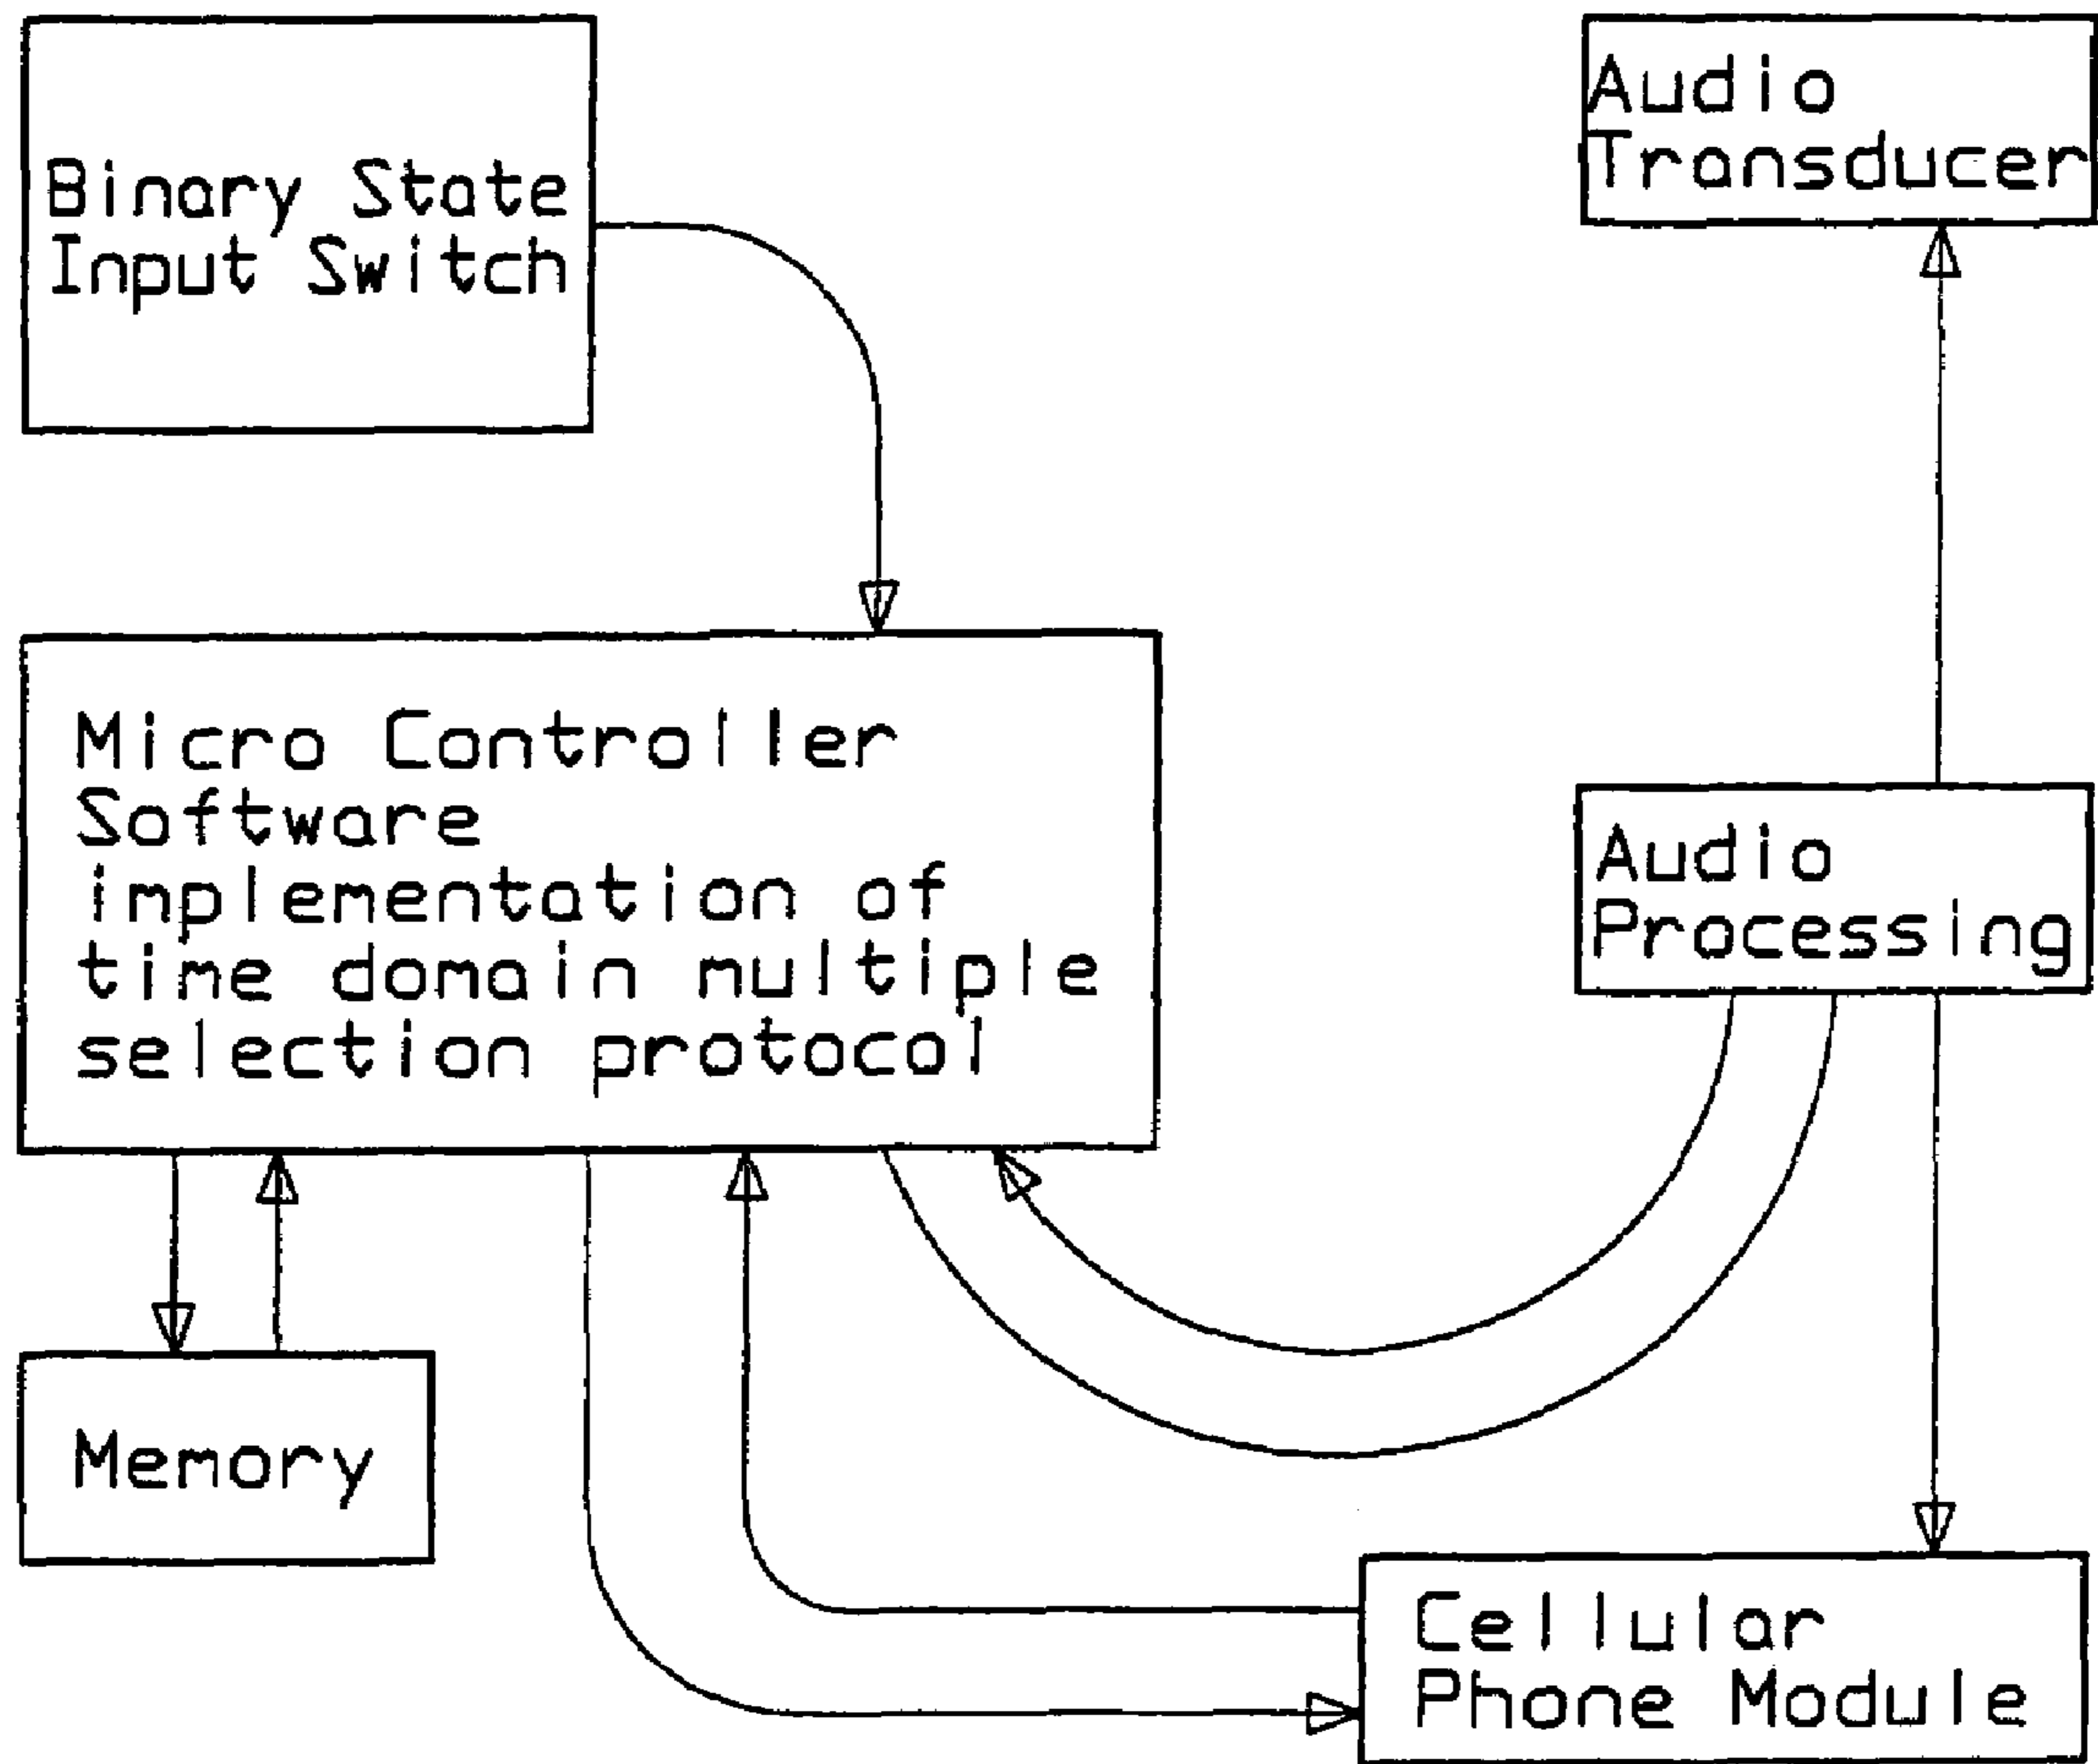 Binary State
Input Switch
Audio
Transducer
Micro Controller
Software
implementation of
time domain multiple
selection protocol
Audio
Processing
Memory
Cellular
Phone Module